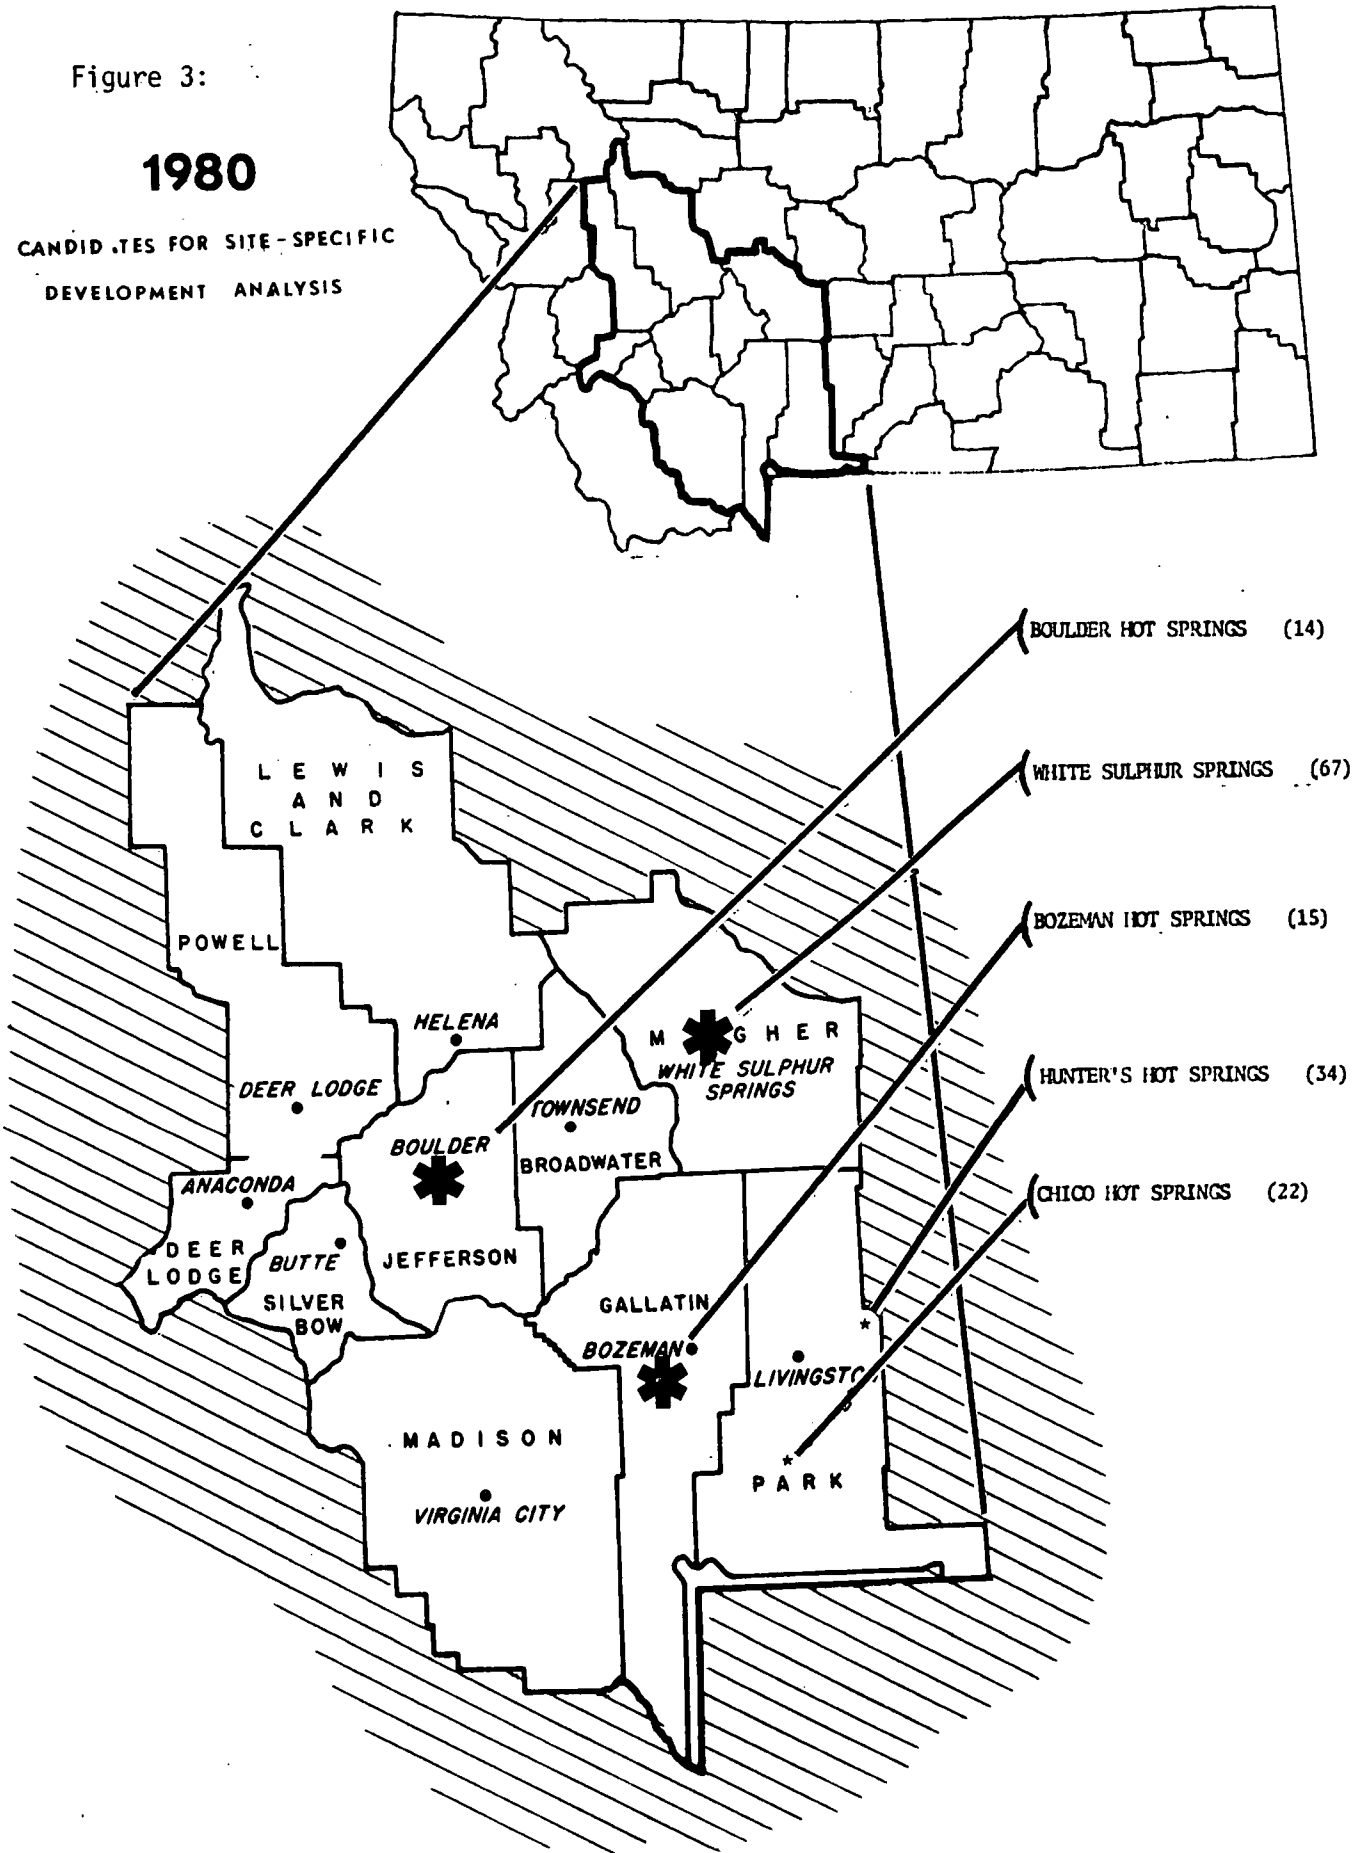 Figure 3:
1980
CANDID.TES FOR SITE-SPECIFIC
DEVELOPMENT ANALYSIS
BOULDER HOT SPRINGS (14)
WHITE SULPHUR SPRINGS (67)
BOZEMAN HOT SPRINGS (15)
HUNTER'S HOT SPRINGS (34)
CHICO HOT SPRINGS (22)
LEWIS
AND
CLARK
POWELL
HELENA
M GHER
WHITE SULPHUR
SPRINGS
DEER LODGE
TOWNSEND
BOULDER
BROADWATER
ANACONDA
DEER
LODGE
BUTTE
JEFFERSON
SILVER
BOW
GALLATIN
BOZEMAN
LIVINGSTO
MADISON
PARK
VIRGINIA CITY